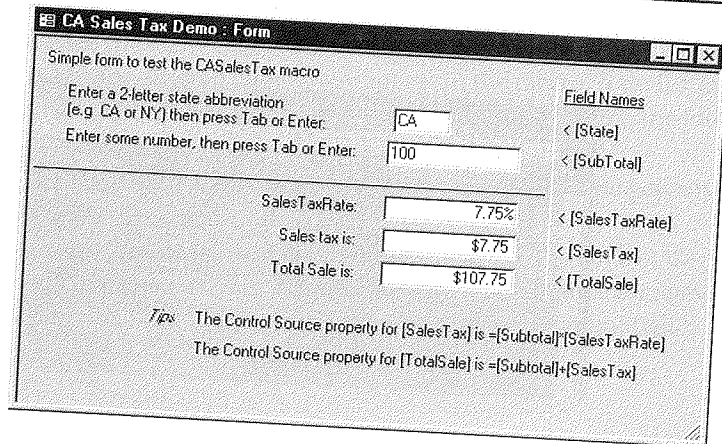 CA Sales Tax Demo : Form
Simple form to test the CASalesTax macro
Field Names
Enter a 2-letter state abbreviation
(e.g. CA or NY) then press Tab or Enter: CA < [State]
Enter some number, then press Tab or Enter: 100 < [SubTotal]
SalesTaxRate: 7.75% < [SalesTaxRate]
Sales tax is: $7.75 < [SalesTax]
Total Sale is: $107.75 < [TotalSale]
Tips The Control Source property for [SalesTax] is =[Subtotal]*[SalesTaxRate]
The Control Source property for [TotalSale] is =[Subtotal]+[SalesTax]